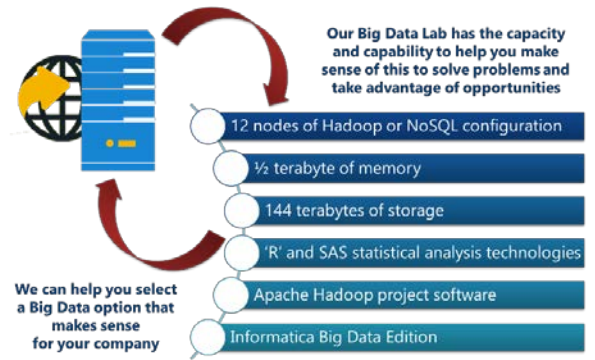 Our Big Data Lab has the capacity
and capability to help you make
sense of this to solve problems and
take advantage of opportunities
12 nodes of Hadoop or NoSQL configuration
½ terabyte of memory
144 terabytes of storage
‘R’ and SAS statistical analysis technologies
Apache Hadoop project software
Informatica Big Data Edition
We can help you select
a Big Data option that
makes sense
for your company